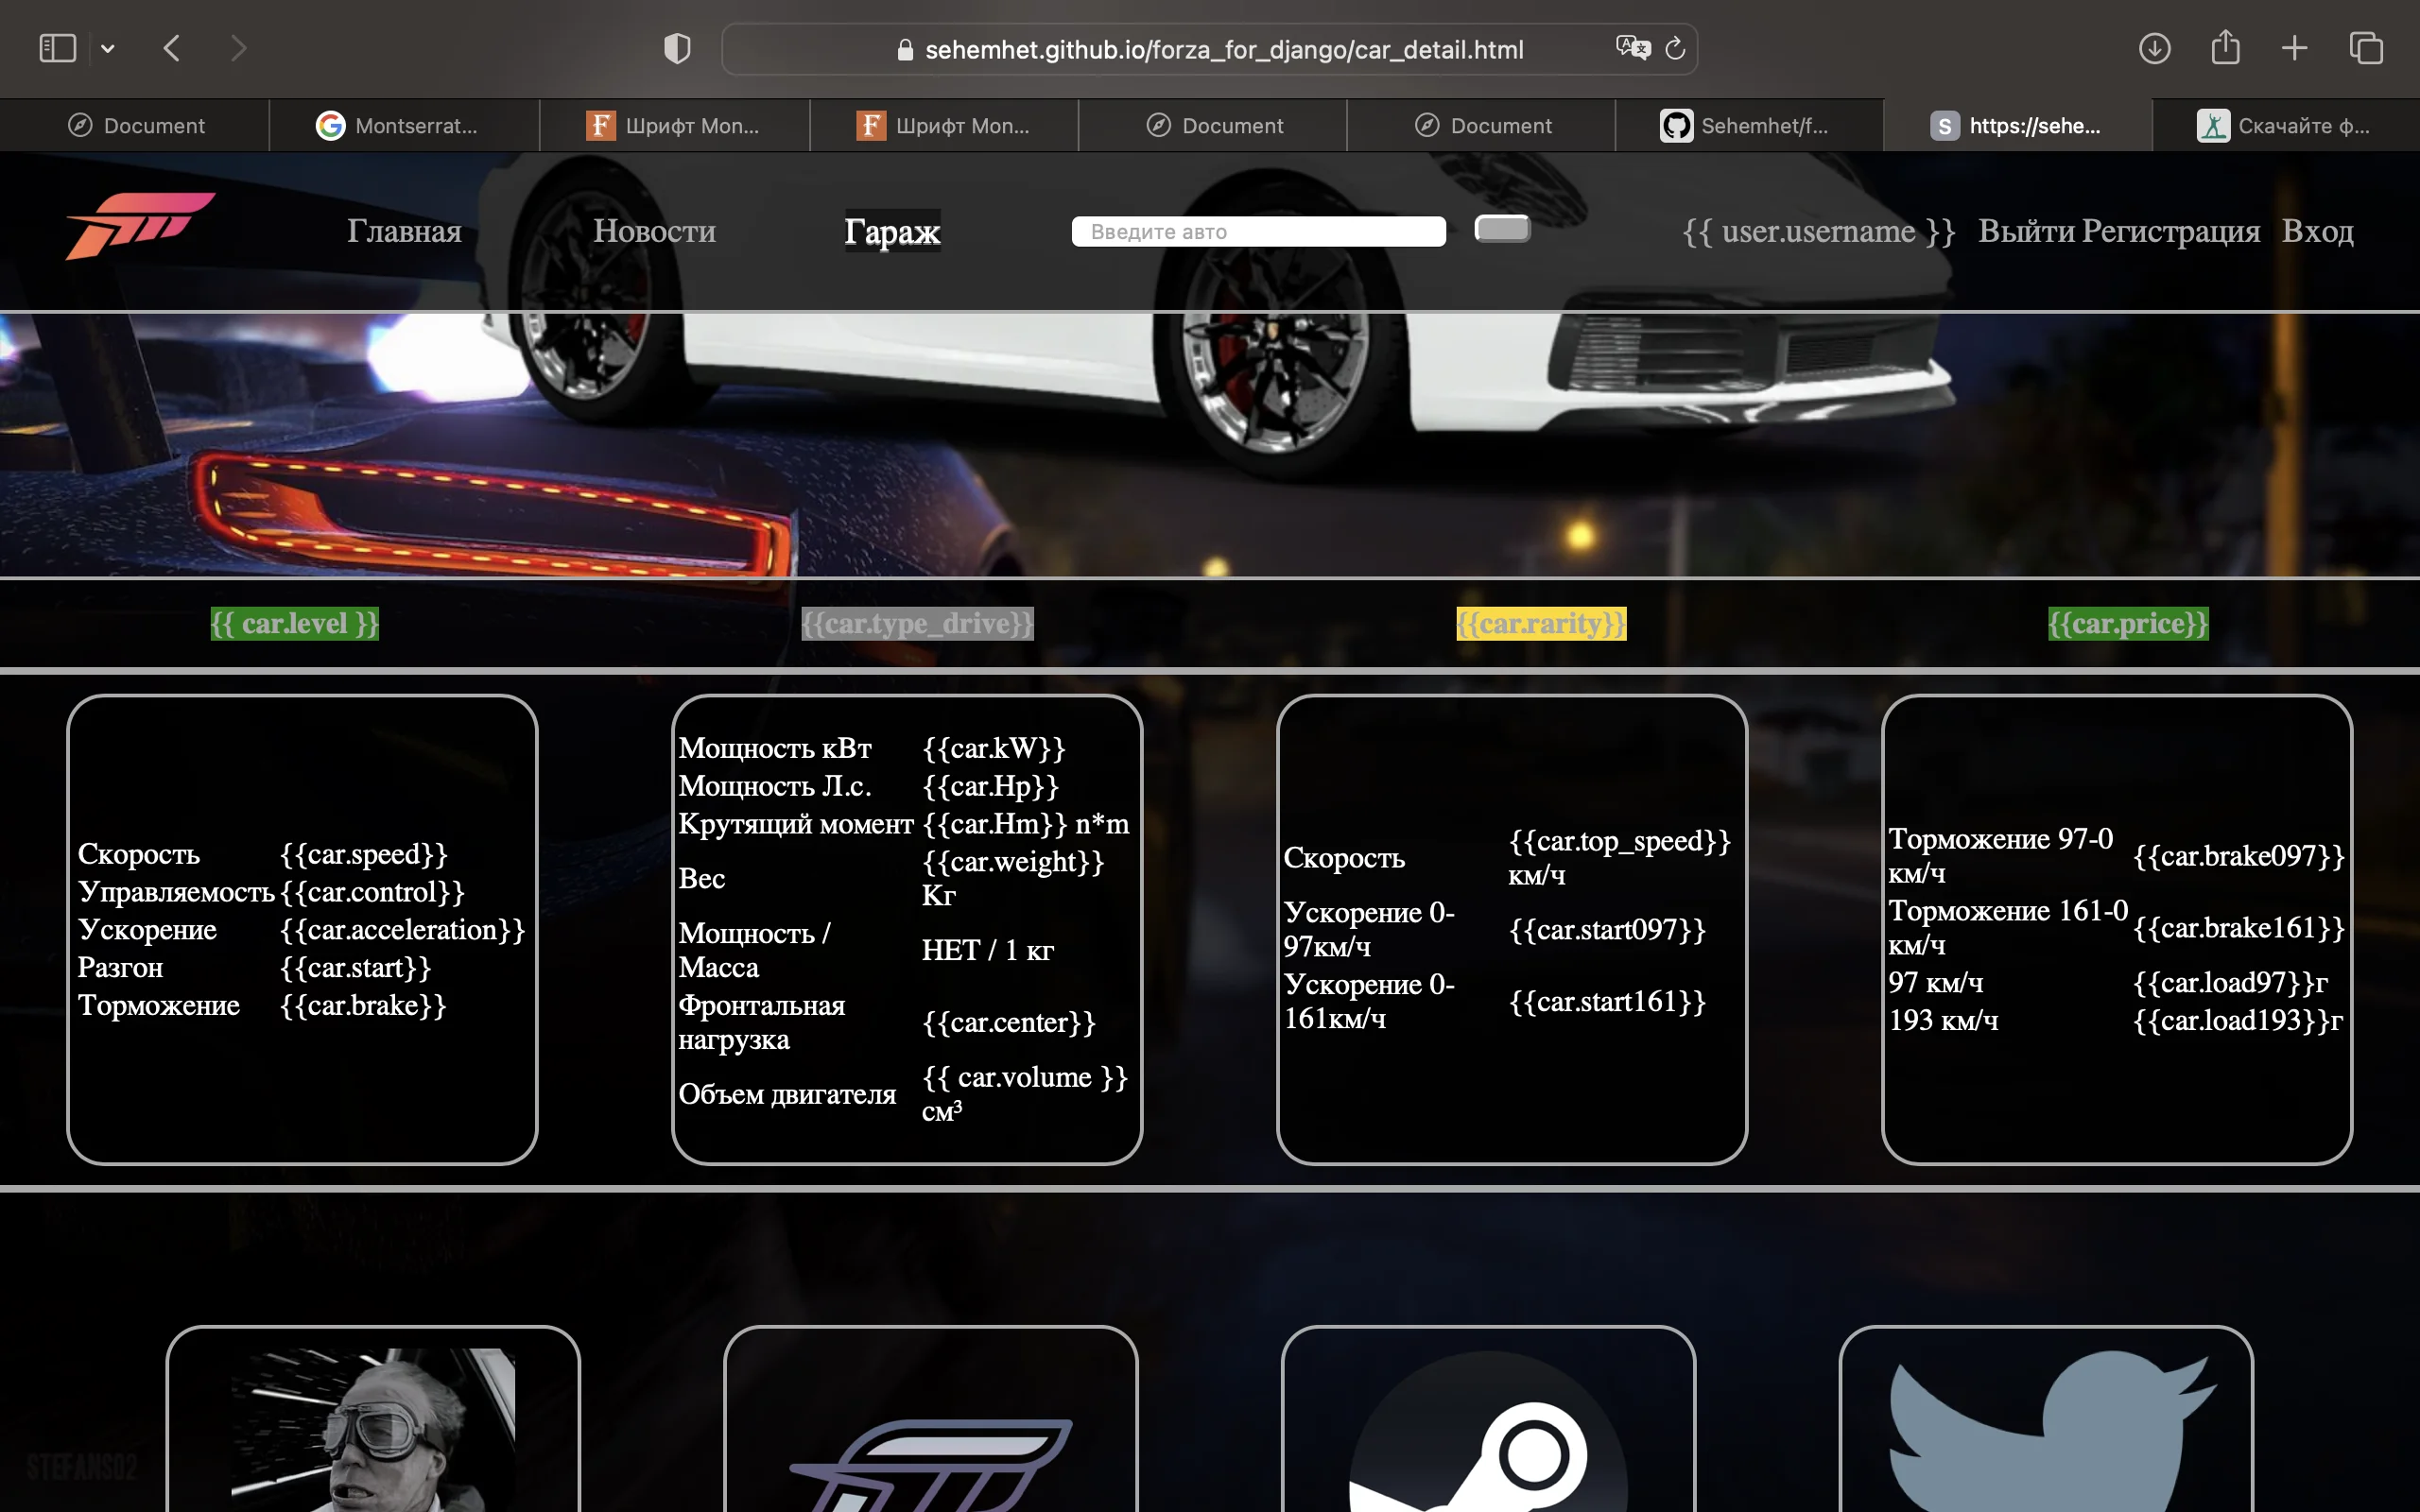 sehemhet.github.io/forza_for_django/car_detail.html
Document
Montserrat...
Шрифт Mon...
Шрифт Mon...
Document
Document
Sehemhet/f...
S https://sehe...
Скачайте ф...
Главная
Новости
Гараж
Введите авто
{{ user.username }} Выйти Регистрация Вход
{{ car.level }}
{{car.type_drive}}
{{car.rarity}}
{{car.price}}
Скорость {{car.speed}}
Управляемость {{car.control}}
Ускорение {{car.acceleration}}
Разгон {{car.start}}
Торможение {{car.brake}}
Мощность кВт {{car.kW}}
Мощность Л.с. {{car.Hp}}
Крутящий момент {{car.Hm}} n*m
Вес {{car.weight}}
Кг
Мощность /
Масса НЕТ / 1 кг
Фронтальная
нагрузка {{car.center}}
Объем двигателя {{ car.volume }}
см³
Скорость {{car.top_speed}}
км/ч
Ускорение 0-
97км/ч {{car.start097}}
Ускорение 0-
161км/ч {{car.start161}}
Торможение 97-0
км/ч {{car.brake097}}
Торможение 161-0
км/ч {{car.brake161}}
97 км/ч {{car.load97}}г
193 км/ч {{car.load193}}г
STEFANS02